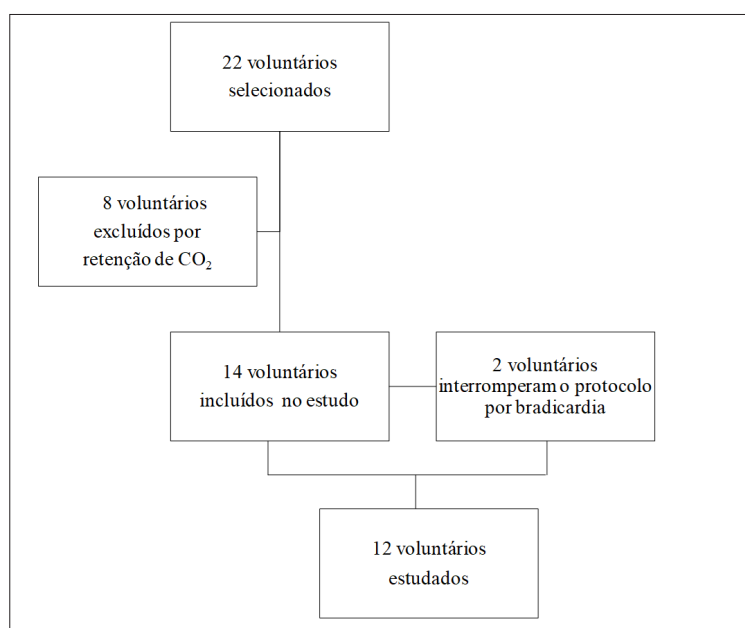 22 voluntários
selecionados
8 voluntários
excluídos por
retenção de CO₂
14 voluntários
incluídos no estudo
2 voluntários
interromperam o protocolo
por bradicardia
12 voluntários
estudados